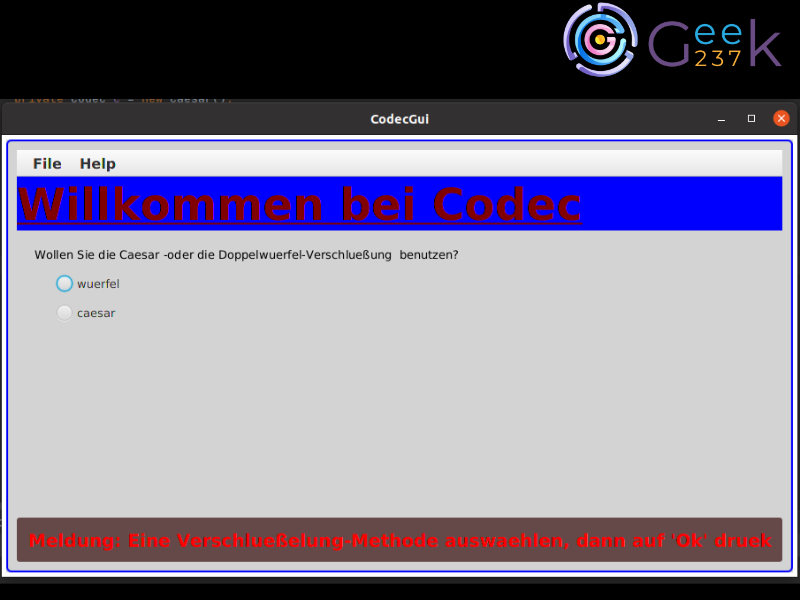 Geek
237
private Codec c = new Caesar();
CodecGui
File Help
Willkommen bei Codec
Wollen Sie die Caesar -oder die Doppelwuerfel-Verschließung benutzen?
wuerfel
caesar
Meldung: Eine Verschlueßelung-Methode auswaehlen, dann auf 'Ok' druek